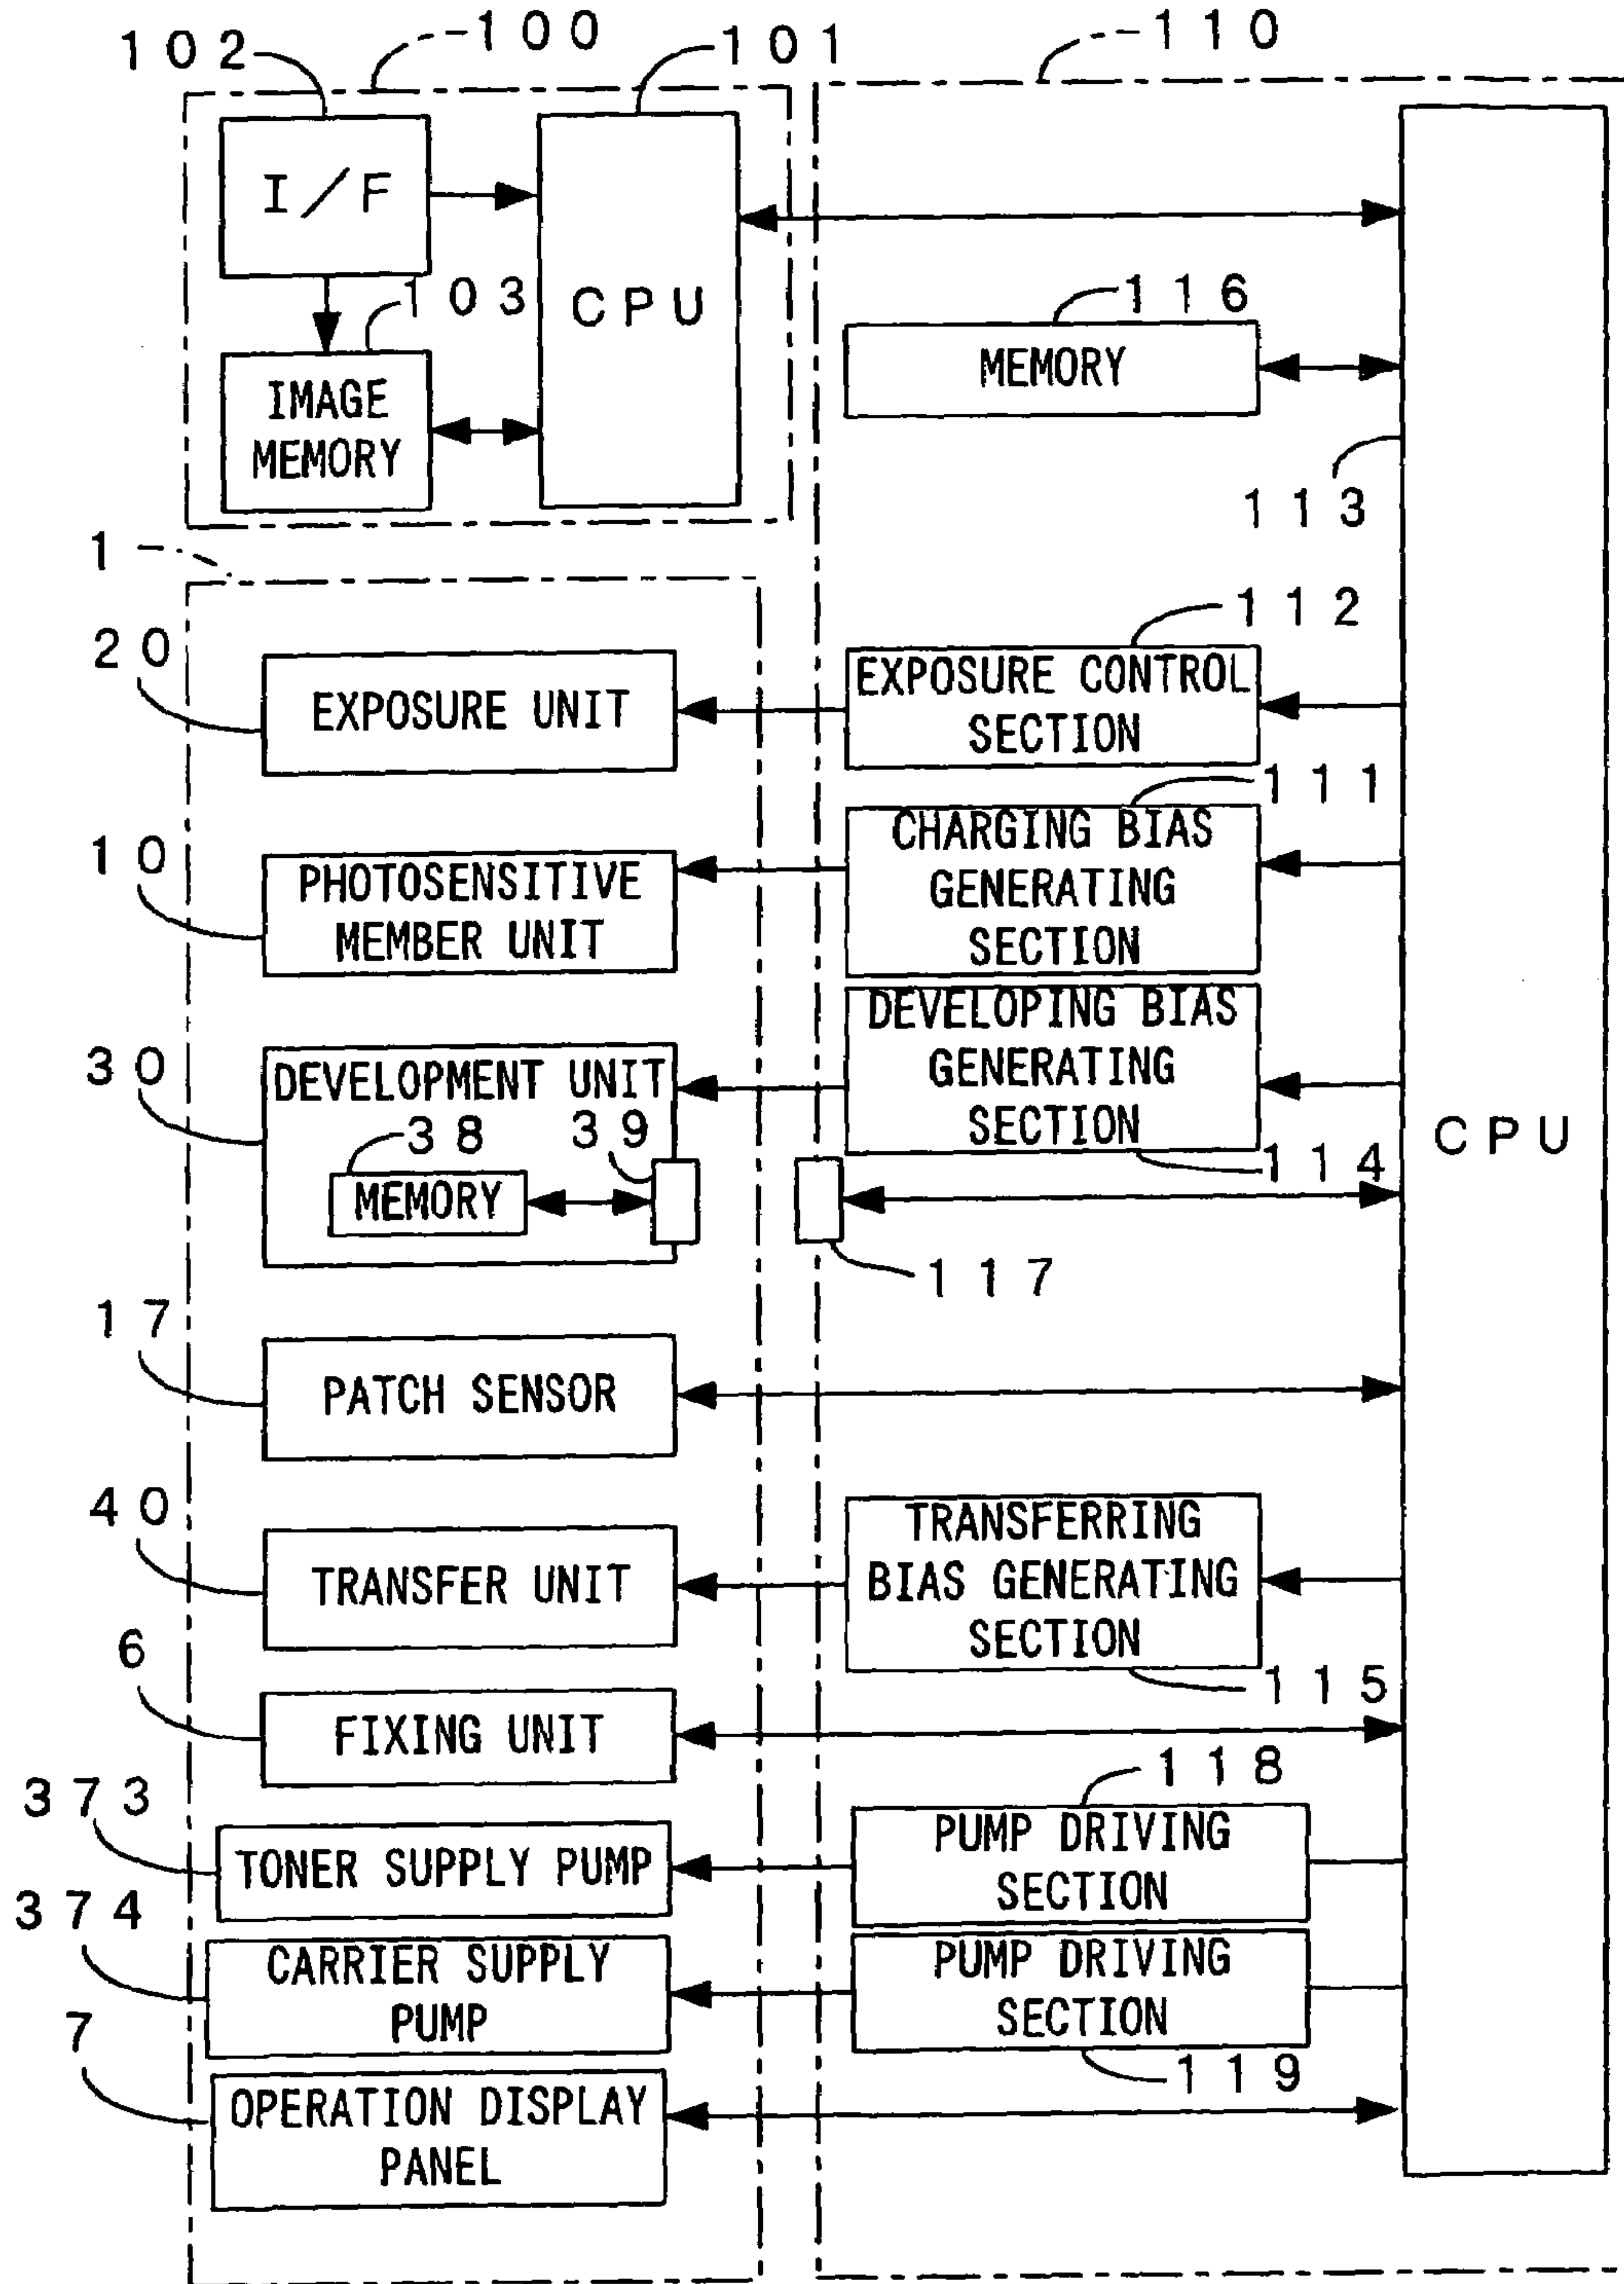 102
100
101
110
I/F
CPU
103
IMAGE
MEMORY
116
MEMORY
113
1
20
EXPOSURE UNIT
112
EXPOSURE CONTROL
SECTION
10
PHOTOSENSITIVE
MEMBER UNIT
111
CHARGING BIAS
GENERATING
SECTION
30
DEVELOPMENT UNIT
38
39
MEMORY
DEVELOPING BIAS
GENERATING
SECTION
114
117
CPU
17
PATCH SENSOR
40
TRANSFER UNIT
TRANSFERRING
BIAS GENERATING
SECTION
115
6
FIXING UNIT
373
TONER SUPPLY PUMP
118
PUMP DRIVING
SECTION
374
CARRIER SUPPLY
PUMP
PUMP DRIVING
SECTION
119
7
OPERATION DISPLAY
PANEL